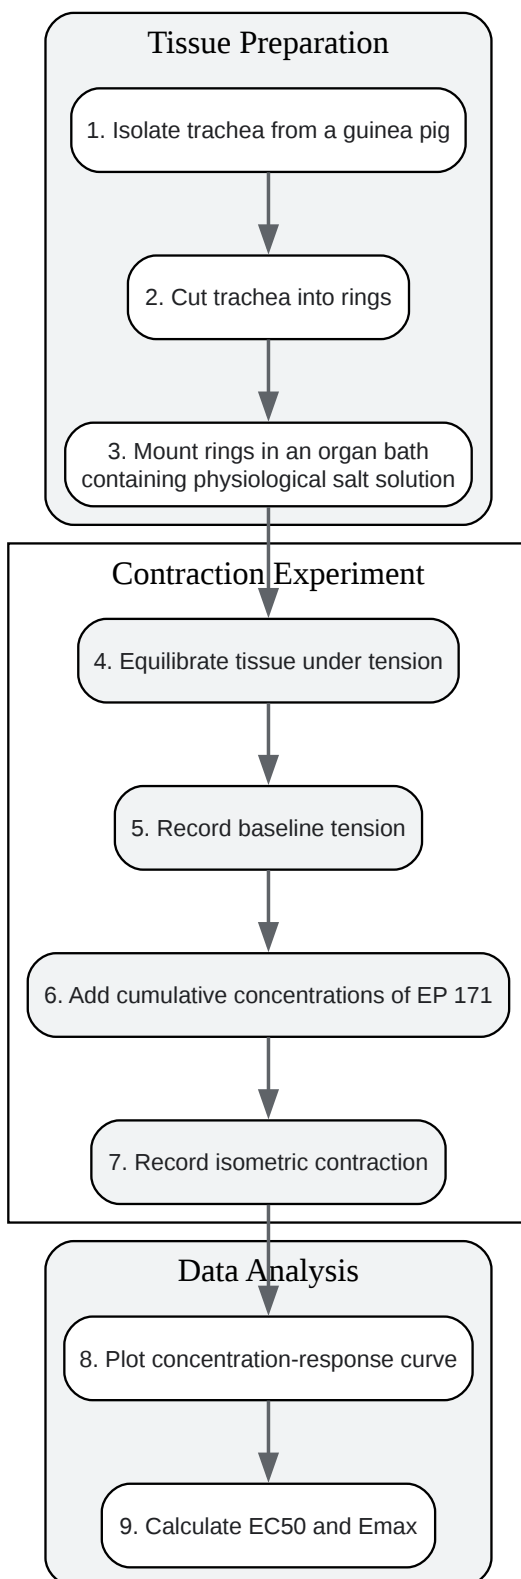 Tissue Preparation
1. Isolate trachea from a guinea pig
2. Cut trachea into rings
3. Mount rings in an organ bath
containing physiological salt solution
Contraction Experiment
4. Equilibrate tissue under tension
5. Record baseline tension
6. Add cumulative concentrations of EP 171
7. Record isometric contraction
Data Analysis
8. Plot concentration-response curve
9. Calculate EC50 and Emax